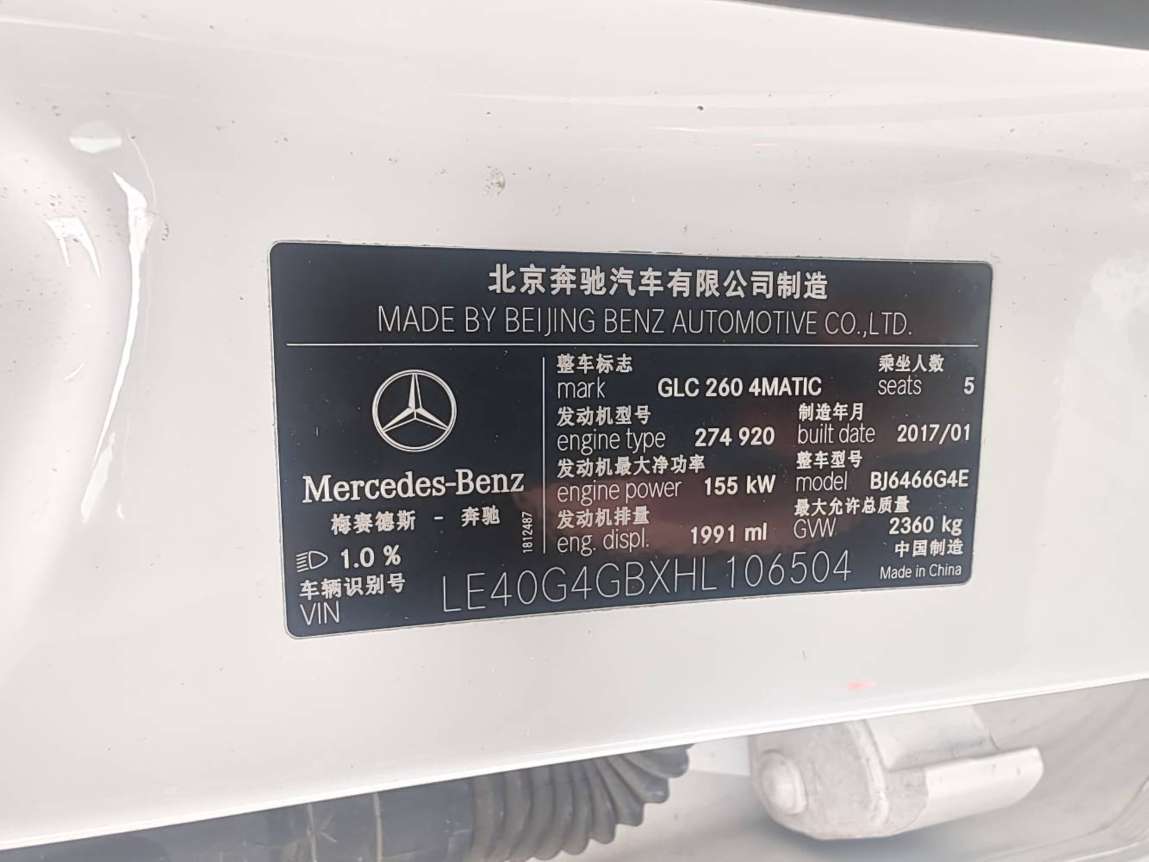 北京奔驰汽车有限公司制造
MADE BY BEIJING BENZ AUTOMOTIVE CO.,LTD.
Mercedes-Benz
梅赛德斯 - 奔驰
1812487
1.0 %
整车标志
mark GLC 260 4MATIC
乘坐人数
seats 5
发动机型号
engine type 274 920
制造年月
built date 2017/01
发动机最大净功率
engine power 155 kW
整车型号
model BJ6466G4E
发动机排量
eng. displ. 1991 ml
最大允许总质量
GVW 2360 kg
中国制造
Made in China
车辆识别号
VIN LE40G4GBXHL106504